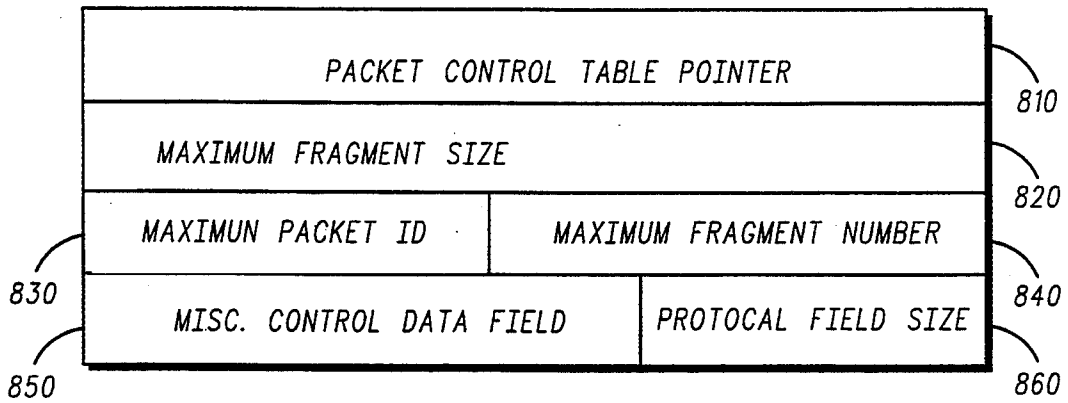 PACKET CONTROL TABLE POINTER
810
MAXIMUM FRAGMENT SIZE
820
MAXIMUN PACKET ID
MAXIMUM FRAGMENT NUMBER
830
840
MISC. CONTROL DATA FIELD
PROTOCAL FIELD SIZE
850
860